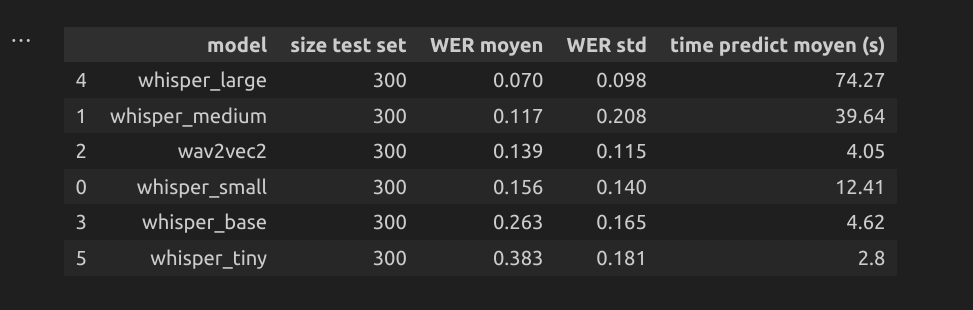 ...
model size test set WER moyen WER std time predict moyen (s)
4 whisper_large 300 0.070 0.098 74.27
1 whisper_medium 300 0.117 0.208 39.64
2 wav2vec2 300 0.139 0.115 4.05
0 whisper_small 300 0.156 0.140 12.41
3 whisper_base 300 0.263 0.165 4.62
5 whisper_tiny 300 0.383 0.181 2.8